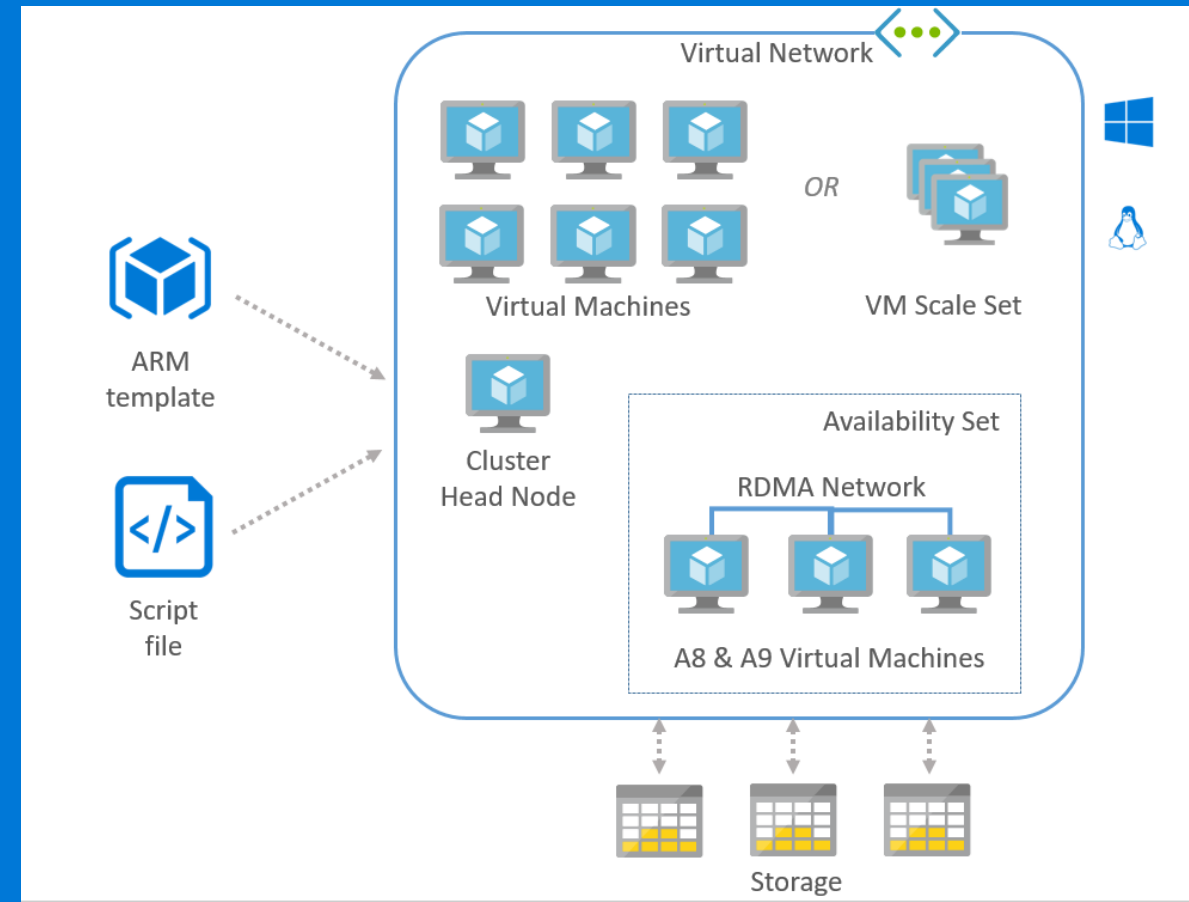 Virtual Network
OR
Virtual Machines
VM Scale Set
ARM
template
Cluster
Head Node
Availability Set
RDMA Network
</>
Script
file
A8 & A9 Virtual Machines
Storage